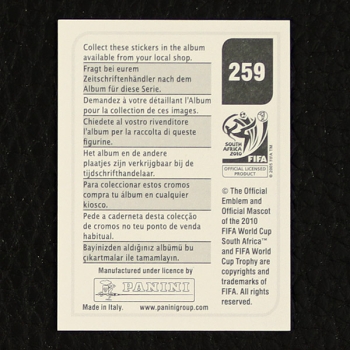 Collect these stickers in the album
available from your local shop.
Fragt bei eurem
Zeitschriftenhändler nach dem
Album für diese Serie.
Demandez à votre détaillant l'Album
pour la collection de ces images.
Chiedete al vostro rivenditore
l'album per la raccolta di queste
figurine.
Het album en de andere
plaatjes zijn verkrijgbaar bij de
tijdschrifthandelaar.
Para coleccionar estos cromos
compra tu álbum en cualquier
kiosco.
Pede a caderneta desta colecção
de cromos no teu ponto de venda
habitual.
Bayinizden aldığınız albümü bu
çıkartmalar ile tamamlayın.
Manufactured under licence by
PANINI
Made in Italy. www.paninigroup.com
259
SOUTH AFRICA
2010
FIFA
OFFICIAL LICENSED
PRODUCT
© The Official
Emblem and
Official Mascot
of the 2010
FIFA World Cup
South Africa™
and FIFA World
Cup Trophy are
copyrights and
trademarks of
FIFA. All rights
reserved.